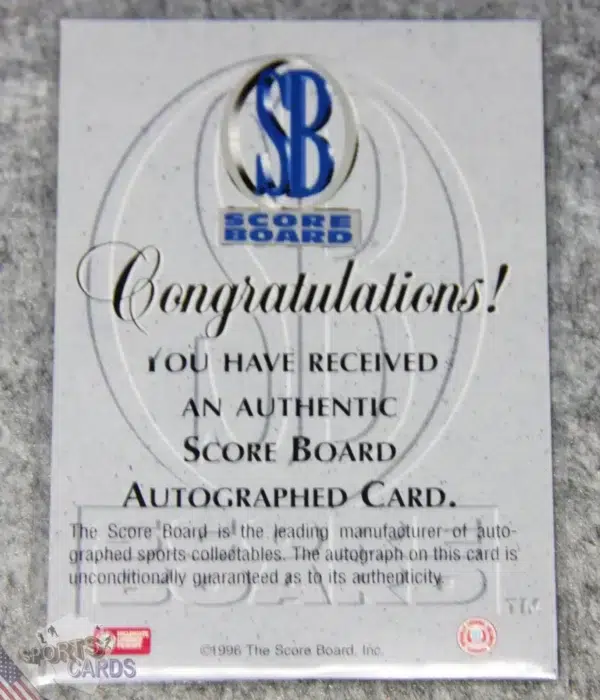 SB
SCORE
BOARD
Congratulations!
YOU HAVE RECEIVED
AN AUTHENTIC
SCORE BOARD
AUTOGRAPHED CARD.
The Score Board is the leading manufacturer of auto-
graphed sports collectables. The autograph on this card is
unconditionally guaranteed as to its authenticity.
BOARD
TM
©1996 The Score Board, Inc.
SPORTS
CARDS